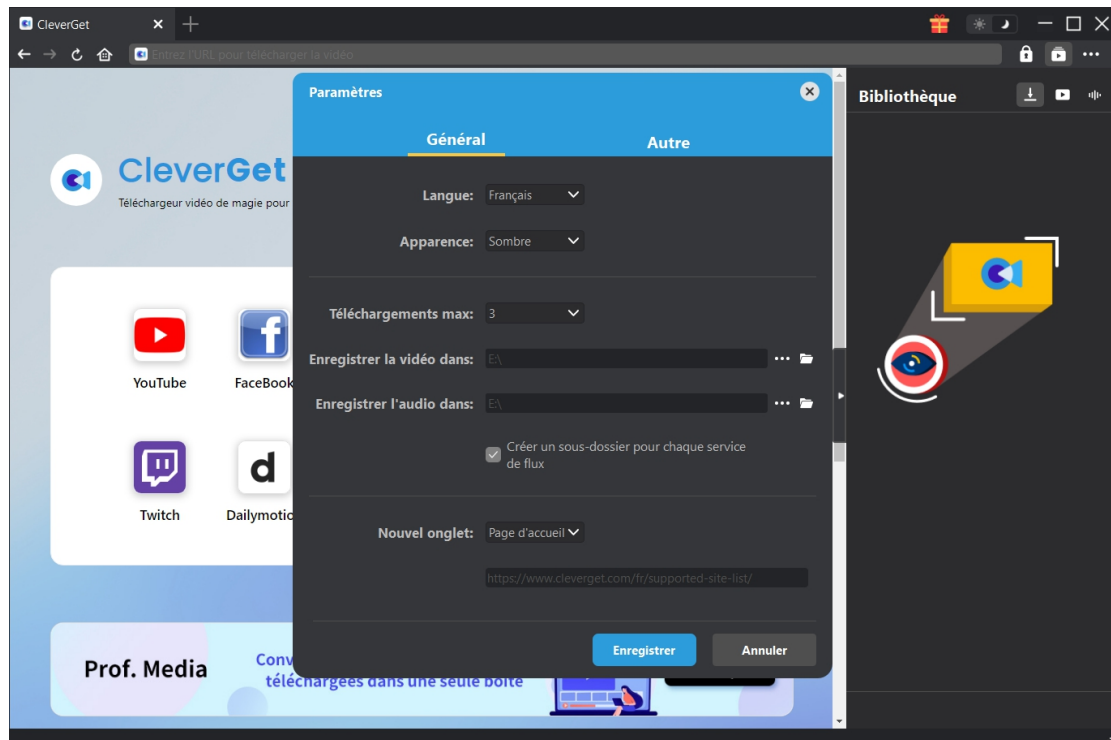 CleverGet
Entrez l'URL pour télécharger la vidéo
Paramètres
Bibliothèque
Général
Autre
CleverGet
Téléchargeur vidéo de magie pour
Langue: Français
Apparence: Sombre
Téléchargements max: 3
Enregistrer la vidéo dans: E:\
Enregistrer l'audio dans: E:\
Créer un sous-dossier pour chaque service
de flux
YouTube
FaceBook
Twitch
Dailymotio
Nouvel onglet: Page d'accueil
https://www.cleverget.com/fr/supported-site-list/
Enregistrer
Annuler
Prof. Media
Conv
téléchargées dans une seule boîte